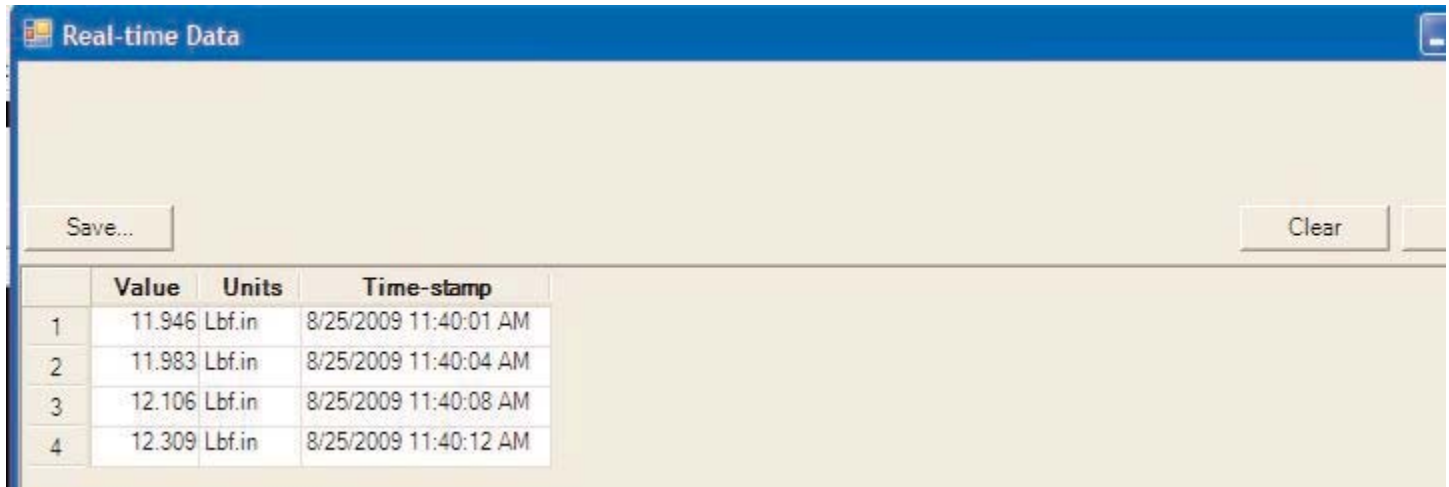 Real-time Data
Save...
Clear
Value Units Time-stamp
1 11.946 Lbf.in 8/25/2009 11:40:01 AM
2 11.983 Lbf.in 8/25/2009 11:40:04 AM
3 12.106 Lbf.in 8/25/2009 11:40:08 AM
4 12.309 Lbf.in 8/25/2009 11:40:12 AM